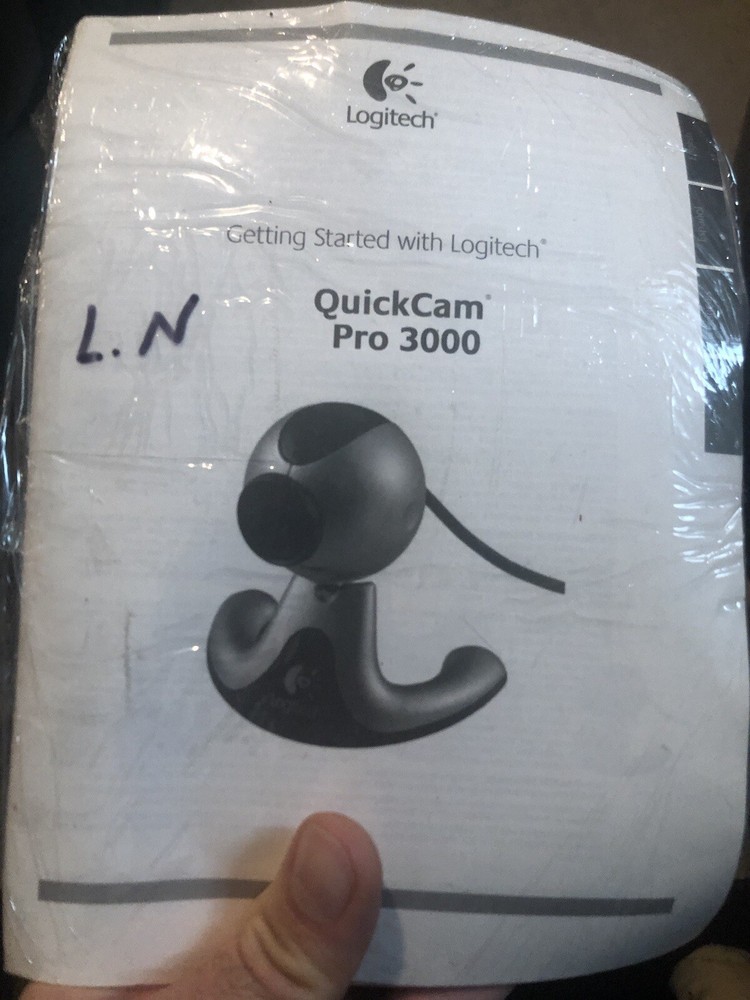 Logitech®
Getting Started with Logitech®
QuickCam®
Pro 3000
L. N